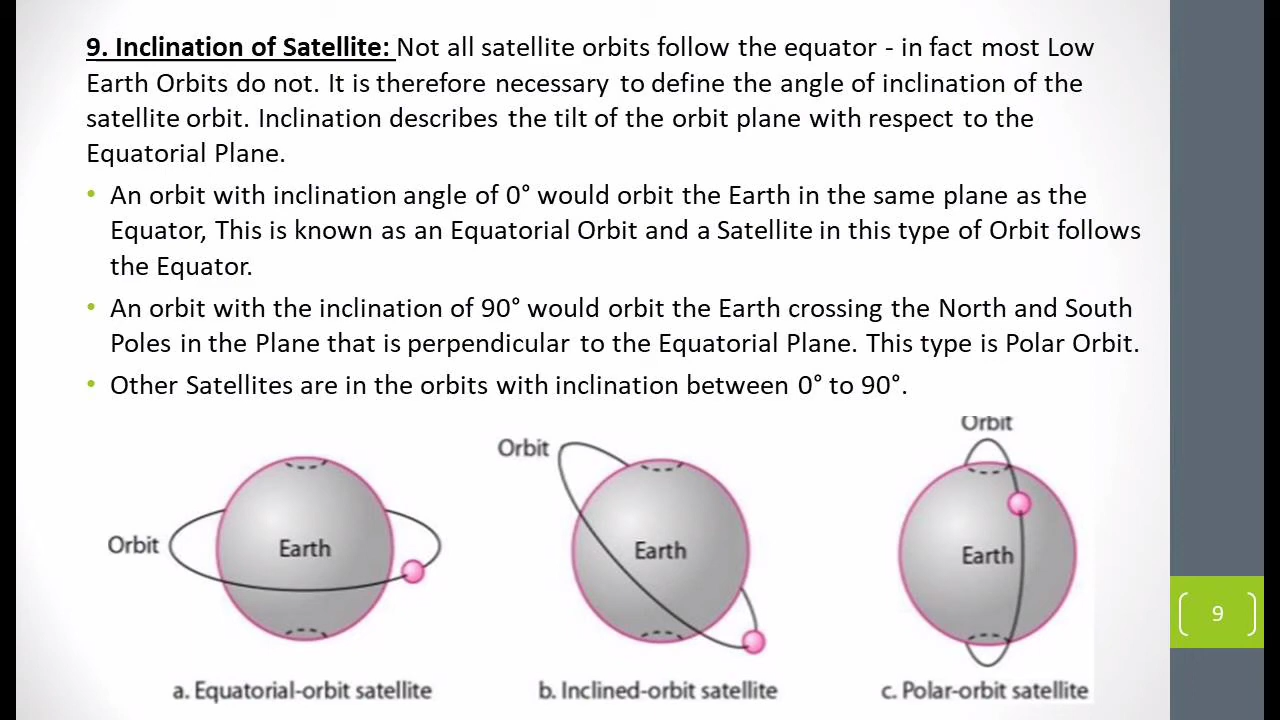 9. Inclination of Satellite: Not all satellite orbits follow the equator - in fact most Low
Earth Orbits do not. It is therefore necessary to define the angle of inclination of the
satellite orbit. Inclination describes the tilt of the orbit plane with respect to the
Equatorial Plane.
• An orbit with inclination angle of 0° would orbit the Earth in the same plane as the
Equator, This is known as an Equatorial Orbit and a Satellite in this type of Orbit follows
the Equator.
• An orbit with the inclination of 90° would orbit the Earth crossing the North and South
Poles in the Plane that is perpendicular to the Equatorial Plane. This type is Polar Orbit.
• Other Satellites are in the orbits with inclination between 0° to 90°.
Orbit
Earth
a. Equatorial-orbit satellite
Orbit
Earth
b. Inclined-orbit satellite
Orbit
Earth
c. Polar-orbit satellite
9